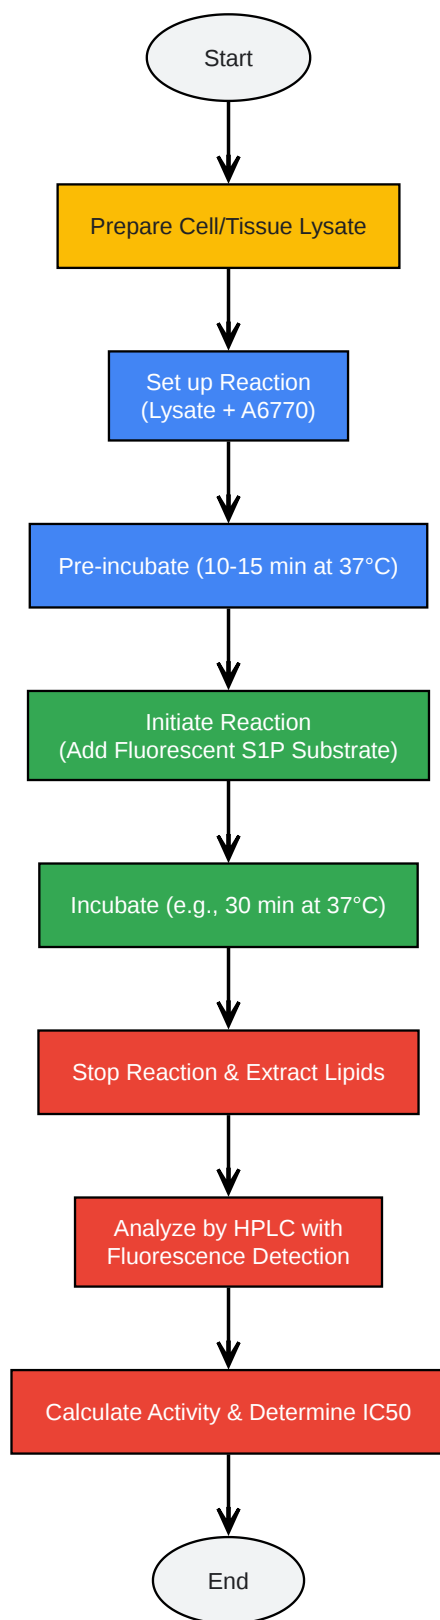 Start
Prepare Cell/Tissue Lysate
Set up Reaction
(Lysate + A6770)
Pre-incubate (10-15 min at 37°C)
Initiate Reaction
(Add Fluorescent S1P Substrate)
Incubate (e.g., 30 min at 37°C)
Stop Reaction & Extract Lipids
Analyze by HPLC with
Fluorescence Detection
Calculate Activity & Determine IC50
End